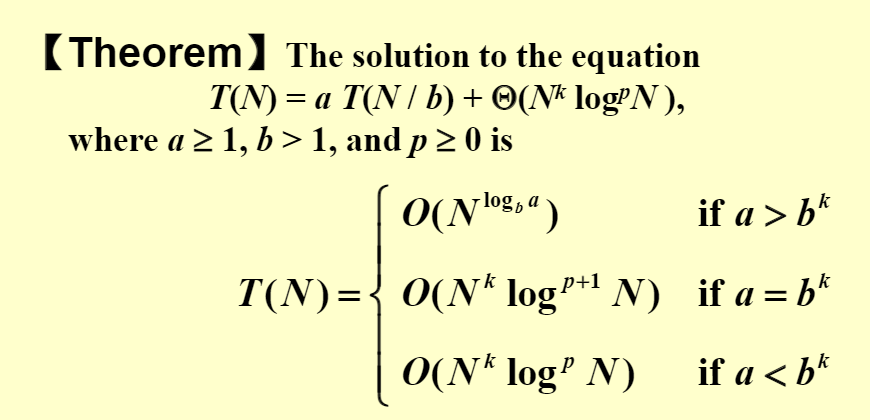 【Theorem】 The solution to the equation
T(N) = a T(N / b) + Θ(N^k log^p N ),
where a ≥ 1, b > 1, and p ≥ 0 is
O(N^{log_b a}) if a > b^k
T(N) = { O(N^k log^{p+1} N) if a = b^k
O(N^k log^p N) if a < b^k